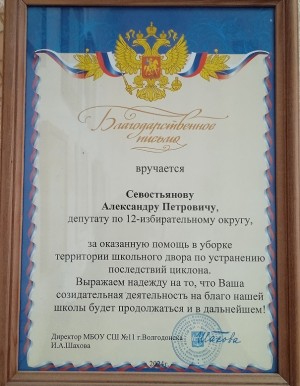 Благодарственное
письмо
вручается
Севостьянову
Александру Петровичу,
депутату по 12-избирательному округу,
за оказанную помощь в уборке
территории школьного двора по устранению
последствий циклона.
Выражаем надежду на то, что Ваша
созидательная деятельность на благо нашей
школы будет продолжаться и в дальнейшем!
Директор МБОУ СШ №11 г.Волгодонска
И.А.Шахова